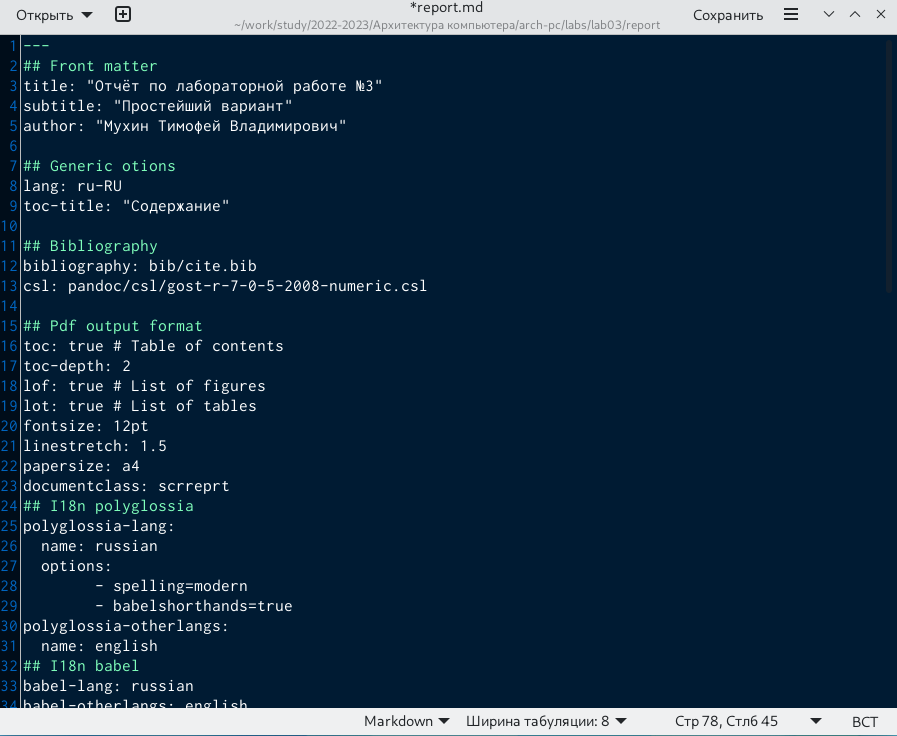 Открыть
*report.md
~/work/study/2022-2023/Архитектура компьютера/arch-pc/labs/lab03/report
Сохранить
1 ---
2 ## Front matter
3 title: "Отчёт по лабораторной работе №3"
4 subtitle: "Простейший вариант"
5 author: "Мухин Тимофей Владимирович"
6
7 ## Generic otions
8 lang: ru-RU
9 toc-title: "Содержание"
10
11 ## Bibliography
12 bibliography: bib/cite.bib
13 csl: pandoc/csl/gost-r-7-0-5-2008-numeric.csl
14
15 ## Pdf output format
16 toc: true # Table of contents
17 toc-depth: 2
18 lof: true # List of figures
19 lot: true # List of tables
20 fontsize: 12pt
21 linestretch: 1.5
22 papersize: a4
23 documentclass: scrreprt
24 ## I18n polyglossia
25 polyglossia-lang:
26   name: russian
27   options:
28         - spelling=modern
29         - babelshorthands=true
30 polyglossia-otherlangs:
31   name: english
32 ## I18n babel
33 babel-lang: russian
34 babel-otherlangs: english
Markdown Ширина табуляции: 8 Стр 78, Стлб 45 ВСТ